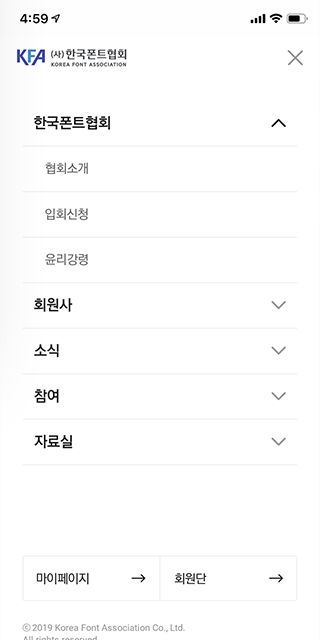 4:59
KFA (사)한국폰트협회
KOREA FONT ASSOCIATION
한국폰트협회
협회소개
입회신청
윤리강령
회원사
소식
참여
자료실
마이페이지 →
회원단 →
ⓒ 2019 Korea Font Association Co., Ltd.
All rights reserved